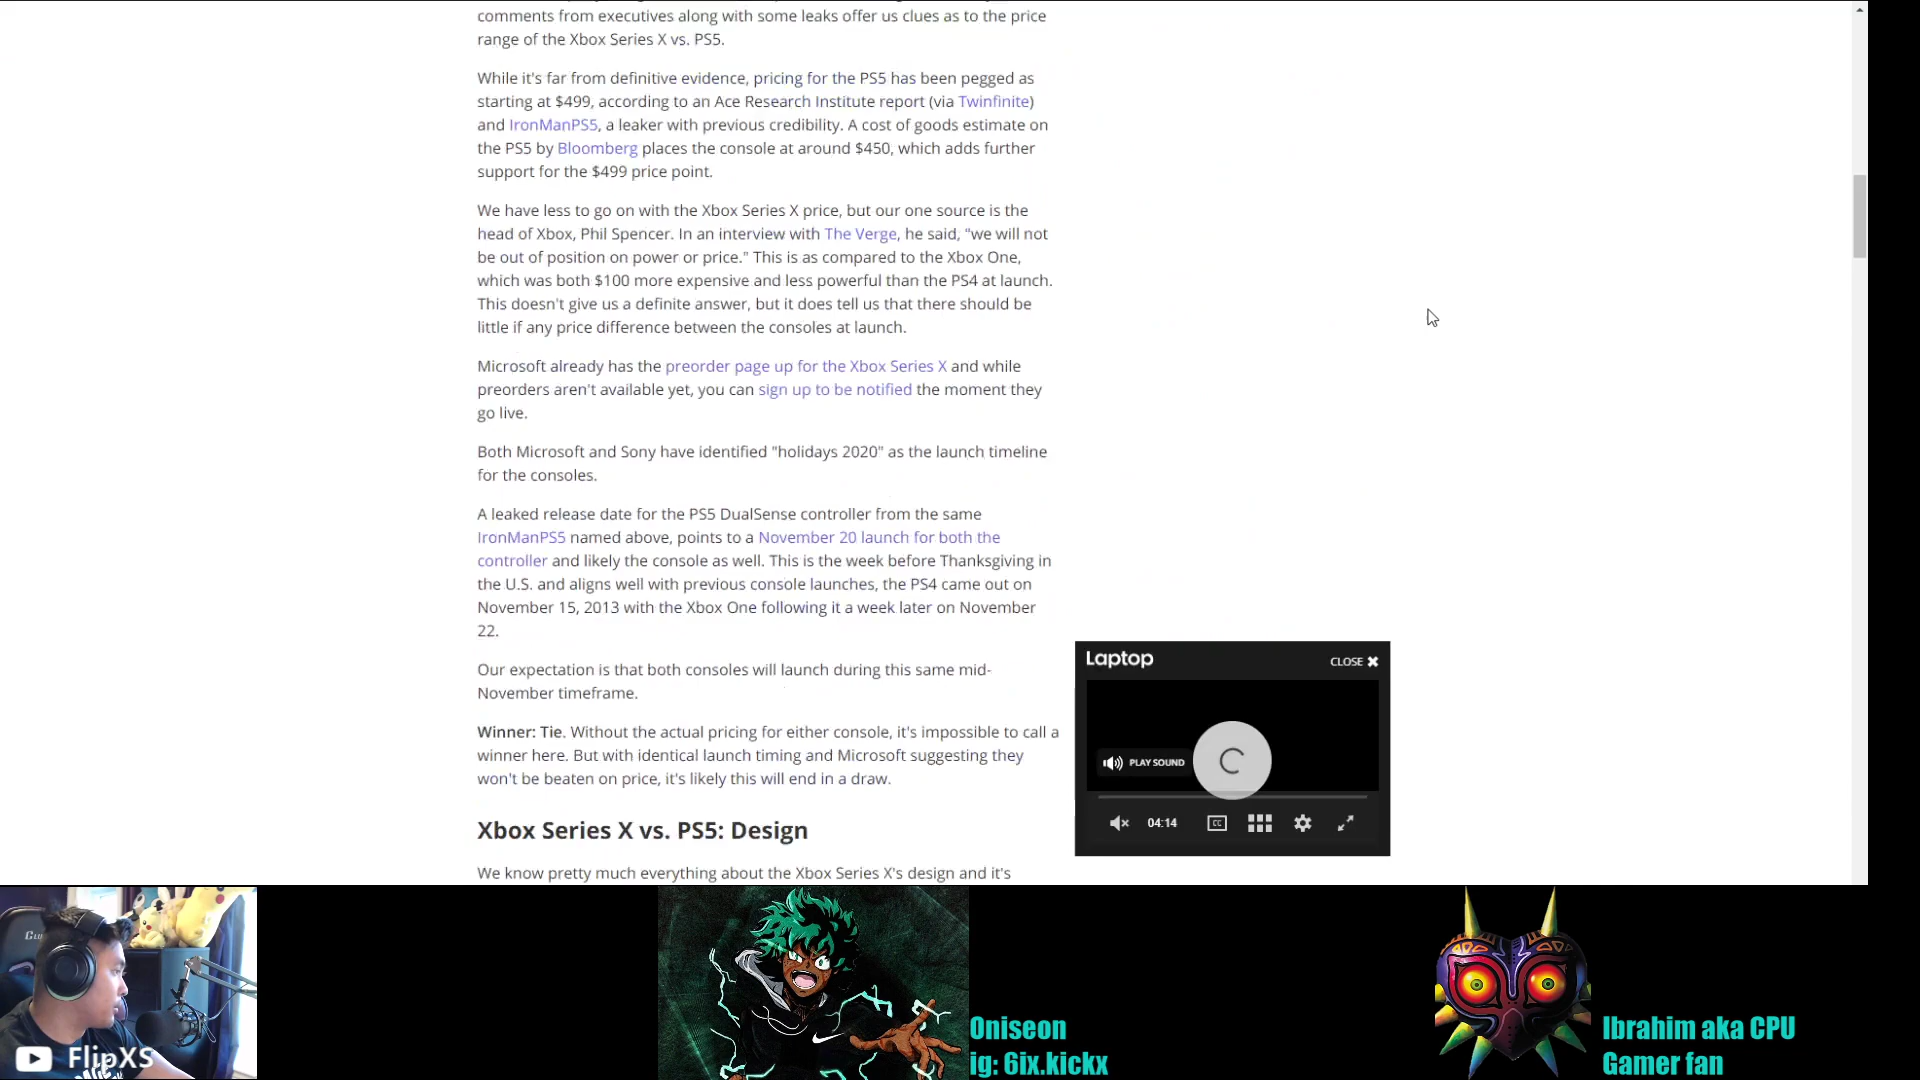 comments from executives along with some leaks offer us clues as to the price
range of the Xbox Series X vs. PS5.
While it's far from definitive evidence, pricing for the PS5 has been pegged as
starting at $499, according to an Ace Research Institute report (via Twinfinite)
and IronManPS5, a leaker with previous credibility. A cost of goods estimate on
the PS5 by Bloomberg places the console at around $450, which adds further
support for the $499 price point.
We have less to go on with the Xbox Series X price, but our one source is the
head of Xbox, Phil Spencer. In an interview with The Verge, he said, "we will not
be out of position on power or price." This is as compared to the Xbox One,
which was both $100 more expensive and less powerful than the PS4 at launch.
This doesn't give us a definite answer, but it does tell us that there should be
little if any price difference between the consoles at launch.
Microsoft already has the preorder page up for the Xbox Series X and while
preorders aren't available yet, you can sign up to be notified the moment they
go live.
Both Microsoft and Sony have identified "holidays 2020" as the launch timeline
for the consoles.
A leaked release date for the PS5 DualSense controller from the same
IronManPS5 named above, points to a November 20 launch for both the
controller and likely the console as well. This is the week before Thanksgiving in
the U.S. and aligns well with previous console launches, the PS4 came out on
November 15, 2013 with the Xbox One following it a week later on November
22.
Our expectation is that both consoles will launch during this same mid-
November timeframe.
Winner: Tie. Without the actual pricing for either console, it's impossible to call a
winner here. But with identical launch timing and Microsoft suggesting they
won't be beaten on price, it's likely this will end in a draw.
Xbox Series X vs. PS5: Design
We know pretty much everything about the Xbox Series X's design and it's
Laptop
CLOSE
PLAY SOUND
04:14
CC
FlipXS
Oniseon
ig: 6ix.kickx
Ibrahim aka CPU
Gamer fan